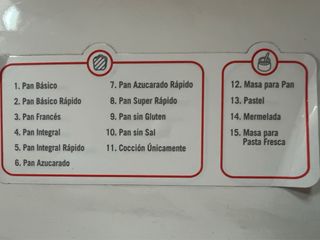 1. Pan Básico
2. Pan Básico Rápido
3. Pan Francés
4. Pan Integral
5. Pan Integral Rápido
6. Pan Azucarado
7. Pan Azucarado Rápido
8. Pan Super Rápido
9. Pan sin Gluten
10. Pan sin Sal
11. Cocción Únicamente
12. Masa para Pan
13. Pastel
14. Mermelada
15. Masa para
Pasta Fresca